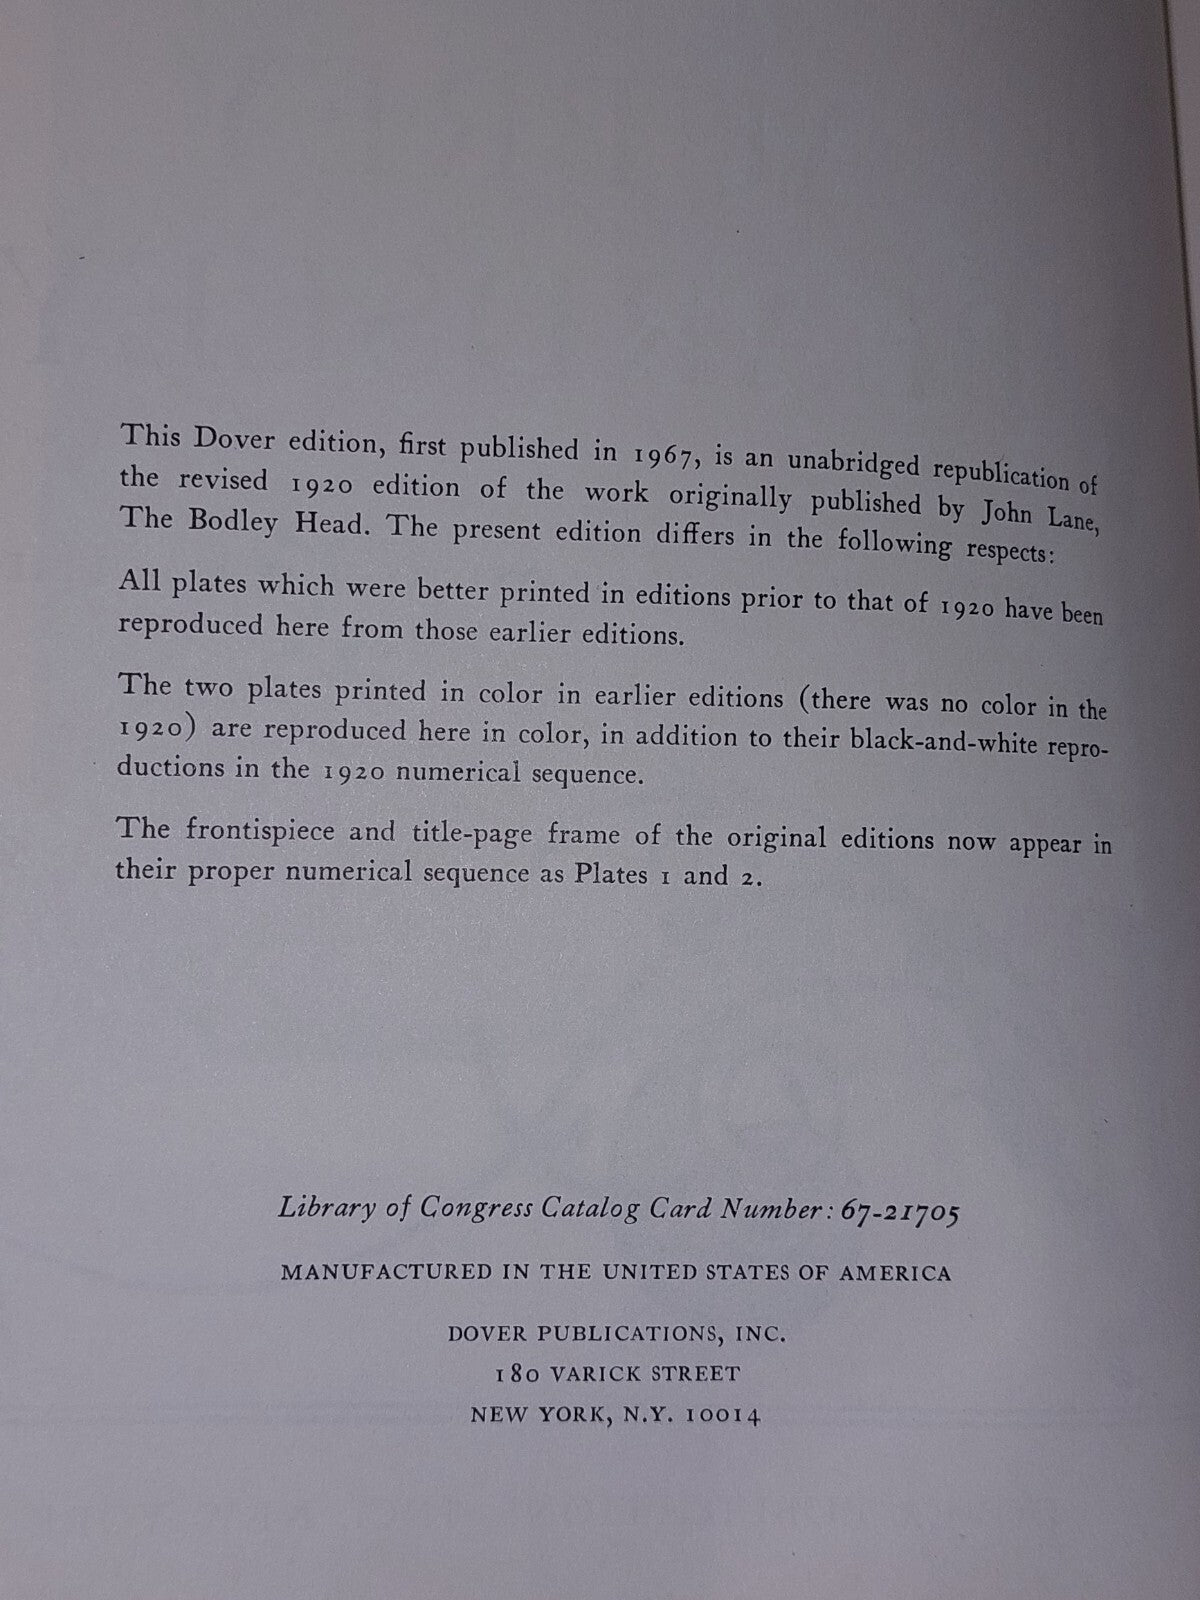 This Dover edition, first published in 1967, is an unabridged republication of
the revised 1920 edition of the work originally published by John Lane,
The Bodley Head. The present edition differs in the following respects:
All plates which were better printed in editions prior to that of 1920 have been
reproduced here from those earlier editions.
The two plates printed in color in earlier editions (there was no color in the
1920) are reproduced here in color, in addition to their black-and-white repro-
ductions in the 1920 numerical sequence.
The frontispiece and title-page frame of the original editions now appear in
their proper numerical sequence as Plates 1 and 2.
Library of Congress Catalog Card Number: 67-21705
MANUFACTURED IN THE UNITED STATES OF AMERICA
DOVER PUBLICATIONS, INC.
180 VARICK STREET
NEW YORK, N.Y. 10014